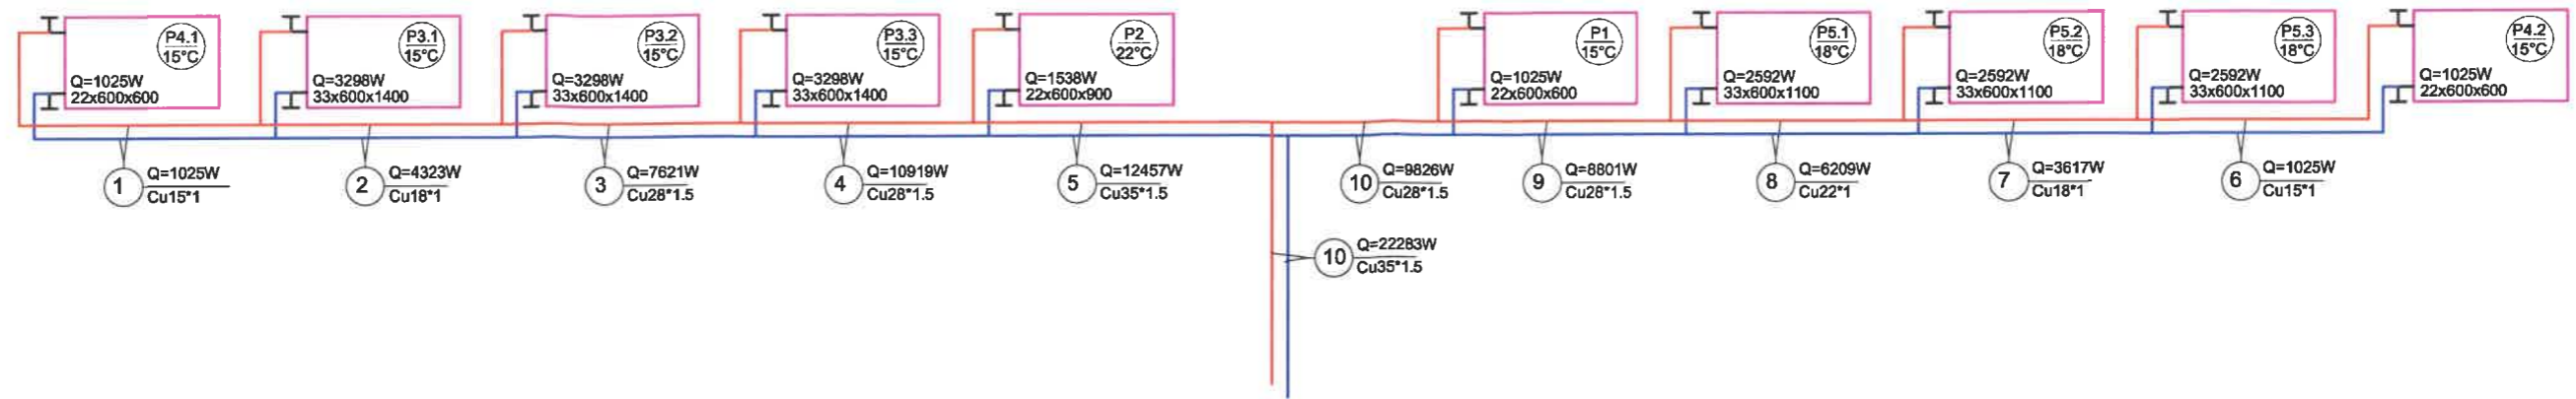 P4.1
15°C
Q=1025W
22x600x600
P3.1
15°C
Q=3298W
33x600x1400
P3.2
15°C
Q=3298W
33x600x1400
P3.3
15°C
Q=3298W
33x600x1400
P2
22°C
Q=1538W
22x600x900
P1
15°C
Q=1025W
22x600x600
P5.1
18°C
Q=2592W
33x600x1100
P5.2
18°C
Q=2592W
33x600x1100
P5.3
18°C
Q=2592W
33x600x1100
P4.2
15°C
Q=1025W
22x600x600
1
Q=1025W
Cu15*1
2
Q=4323W
Cu18*1
3
Q=7621W
Cu28*1.5
4
Q=10919W
Cu28*1.5
5
Q=12457W
Cu35*1.5
10
Q=9826W
Cu28*1.5
9
Q=8801W
Cu28*1.5
8
Q=6209W
Cu22*1
7
Q=3617W
Cu18*1
6
Q=1025W
Cu15*1
10
Q=22283W
Cu35*1.5